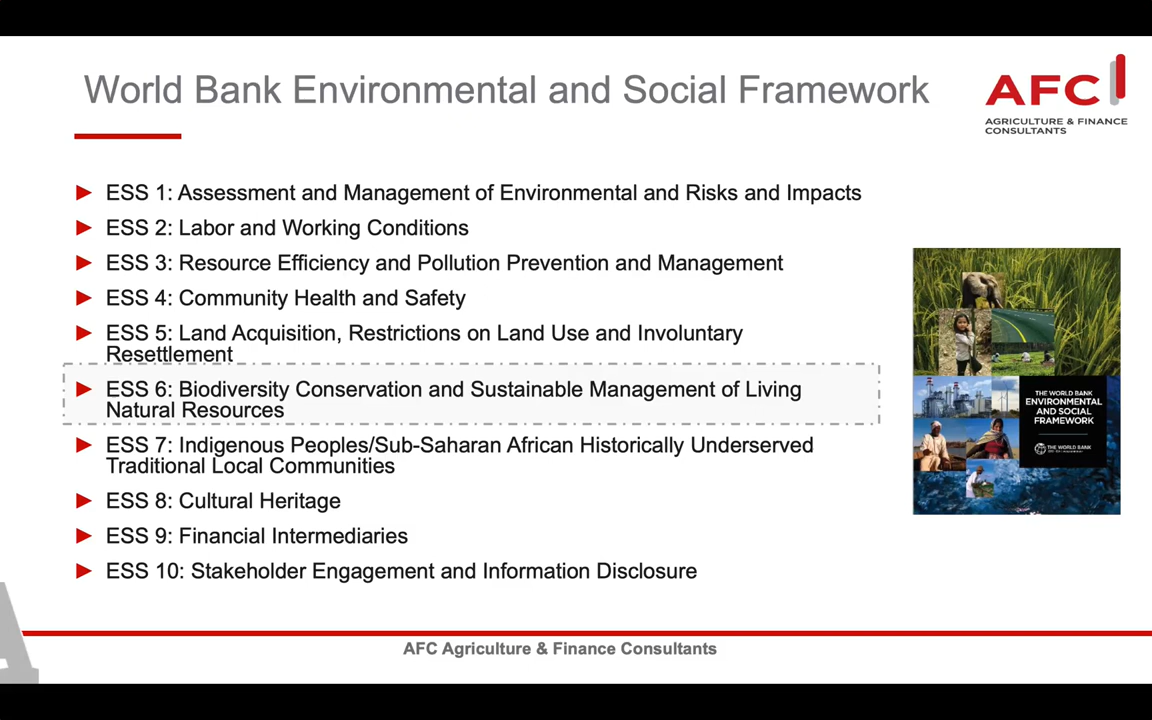 World Bank Environmental and Social Framework
AFC
AGRICULTURE & FINANCE
CONSULTANTS
ESS 1: Assessment and Management of Environmental and Risks and Impacts
ESS 2: Labor and Working Conditions
ESS 3: Resource Efficiency and Pollution Prevention and Management
ESS 4: Community Health and Safety
ESS 5: Land Acquisition, Restrictions on Land Use and Involuntary
Resettlement
ESS 6: Biodiversity Conservation and Sustainable Management of Living
Natural Resources
ESS 7: Indigenous Peoples/Sub-Saharan African Historically Underserved
Traditional Local Communities
ESS 8: Cultural Heritage
ESS 9: Financial Intermediaries
ESS 10: Stakeholder Engagement and Information Disclosure
THE WORLD BANK
ENVIRONMENTAL
AND SOCIAL
FRAMEWORK
THE WORLD BANK
AFC Agriculture & Finance Consultants